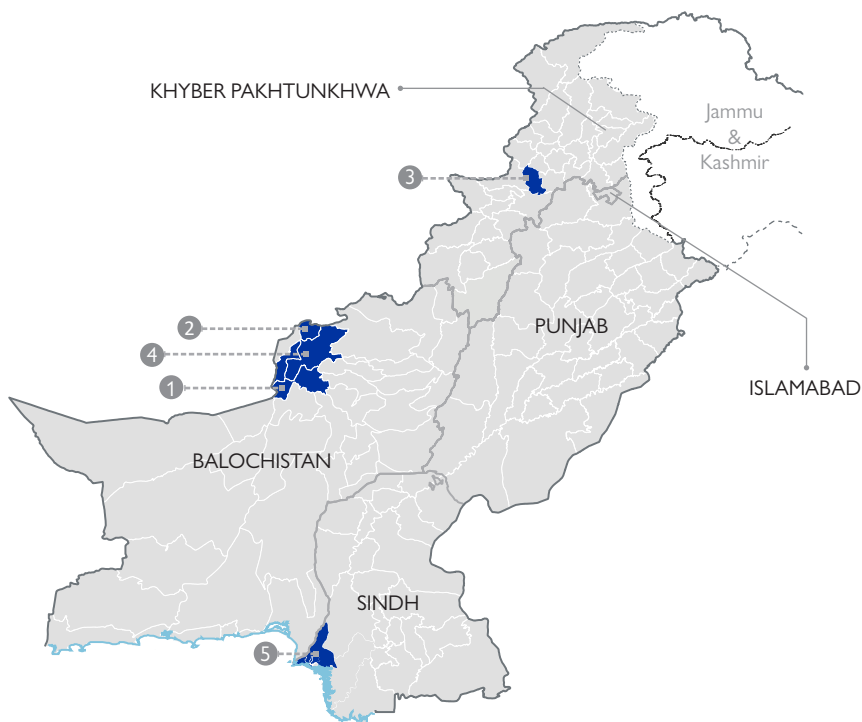 KHYBER PAKHTUNKHWA
Jammu
&
Kashmir
3
2
PUNJAB
4
1
ISLAMABAD
BALOCHISTAN
SINDH
5